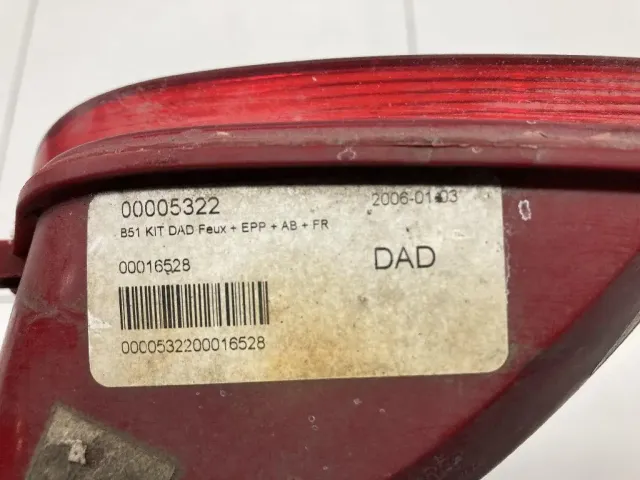 00005322 2006-01-03
B51 KIT DAD Feux + EPP + AB + FR
00016528 DAD
0000532200016528